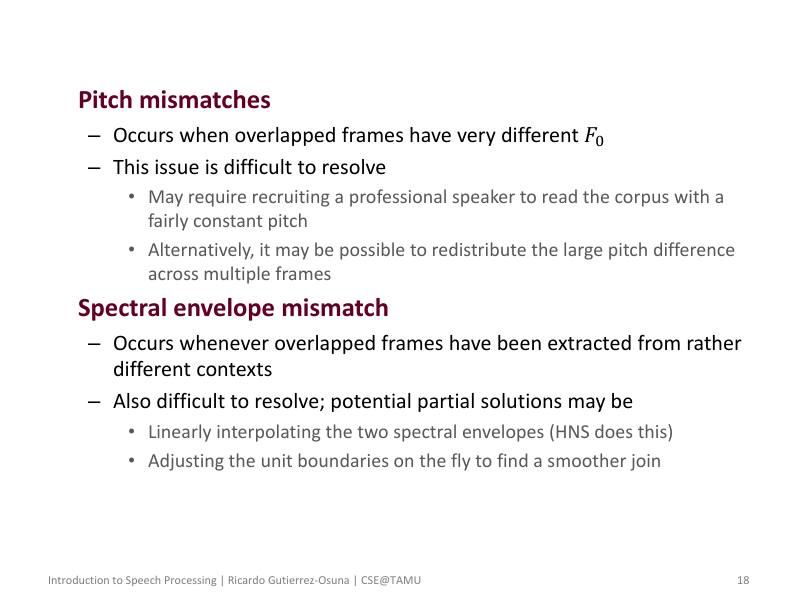 Pitch mismatches
– Occurs when overlapped frames have very different F₀
– This issue is difficult to resolve
• May require recruiting a professional speaker to read the corpus with a
fairly constant pitch
• Alternatively, it may be possible to redistribute the large pitch difference
across multiple frames
Spectral envelope mismatch
– Occurs whenever overlapped frames have been extracted from rather
different contexts
– Also difficult to resolve; potential partial solutions may be
• Linearly interpolating the two spectral envelopes (HNS does this)
• Adjusting the unit boundaries on the fly to find a smoother join
Introduction to Speech Processing | Ricardo Gutierrez-Osuna | CSE@TAMU 18